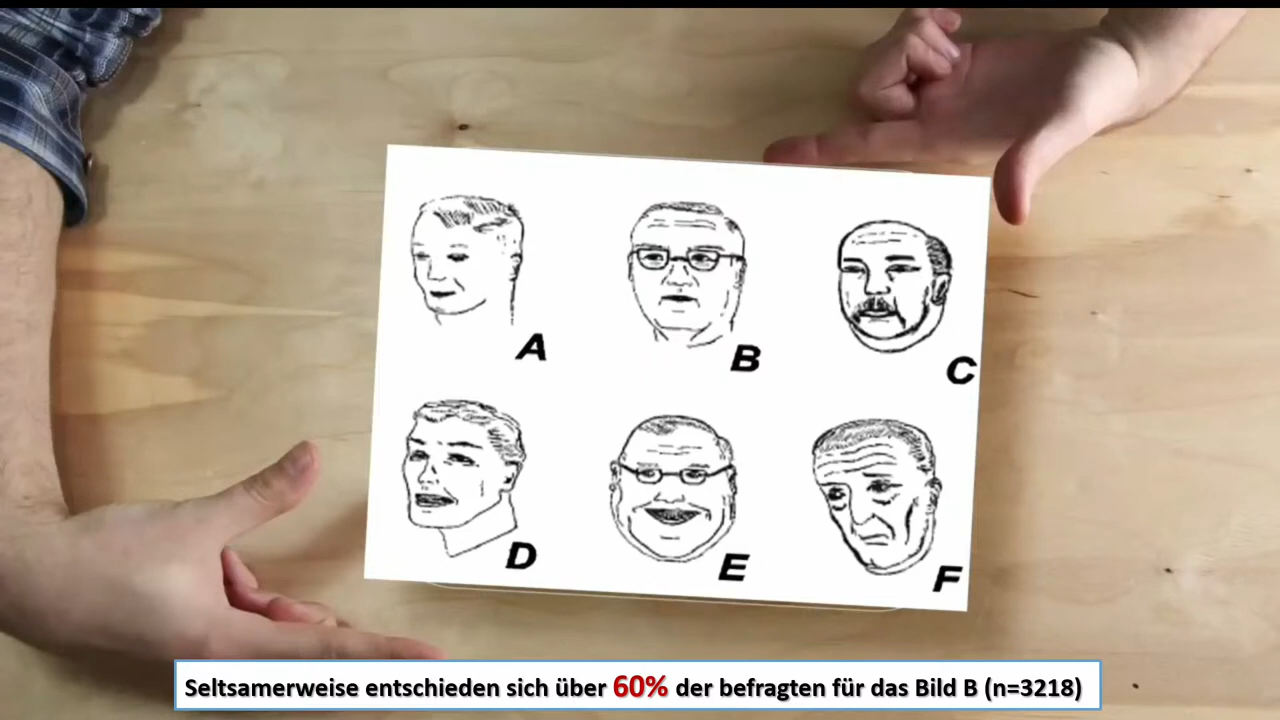 A
B
C
D
E
F
Seltsamerweise entschieden sich über 60% der befragten für das Bild B (n=3218)